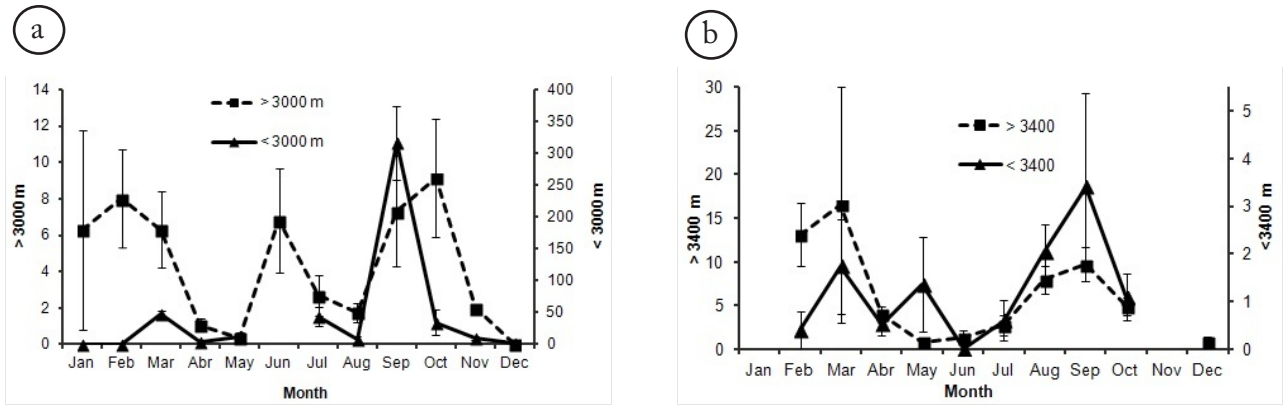 a
14
12
10
8
6
4
2
0
> 3000 m
400
350
300
250
200
150
100
50
0
< 3000 m
> 3000 m
< 3000 m
Jan Feb Mar Abr May Jun Jul Aug Sep Oct Nov Dec
Month
b
30
25
20
15
10
5
0
> 3400 m
5
4
3
2
1
0
<3400 m
> 3400
< 3400
Jan Feb Mar Abr May Jun Jul Aug Sep Oct Nov Dec
Month